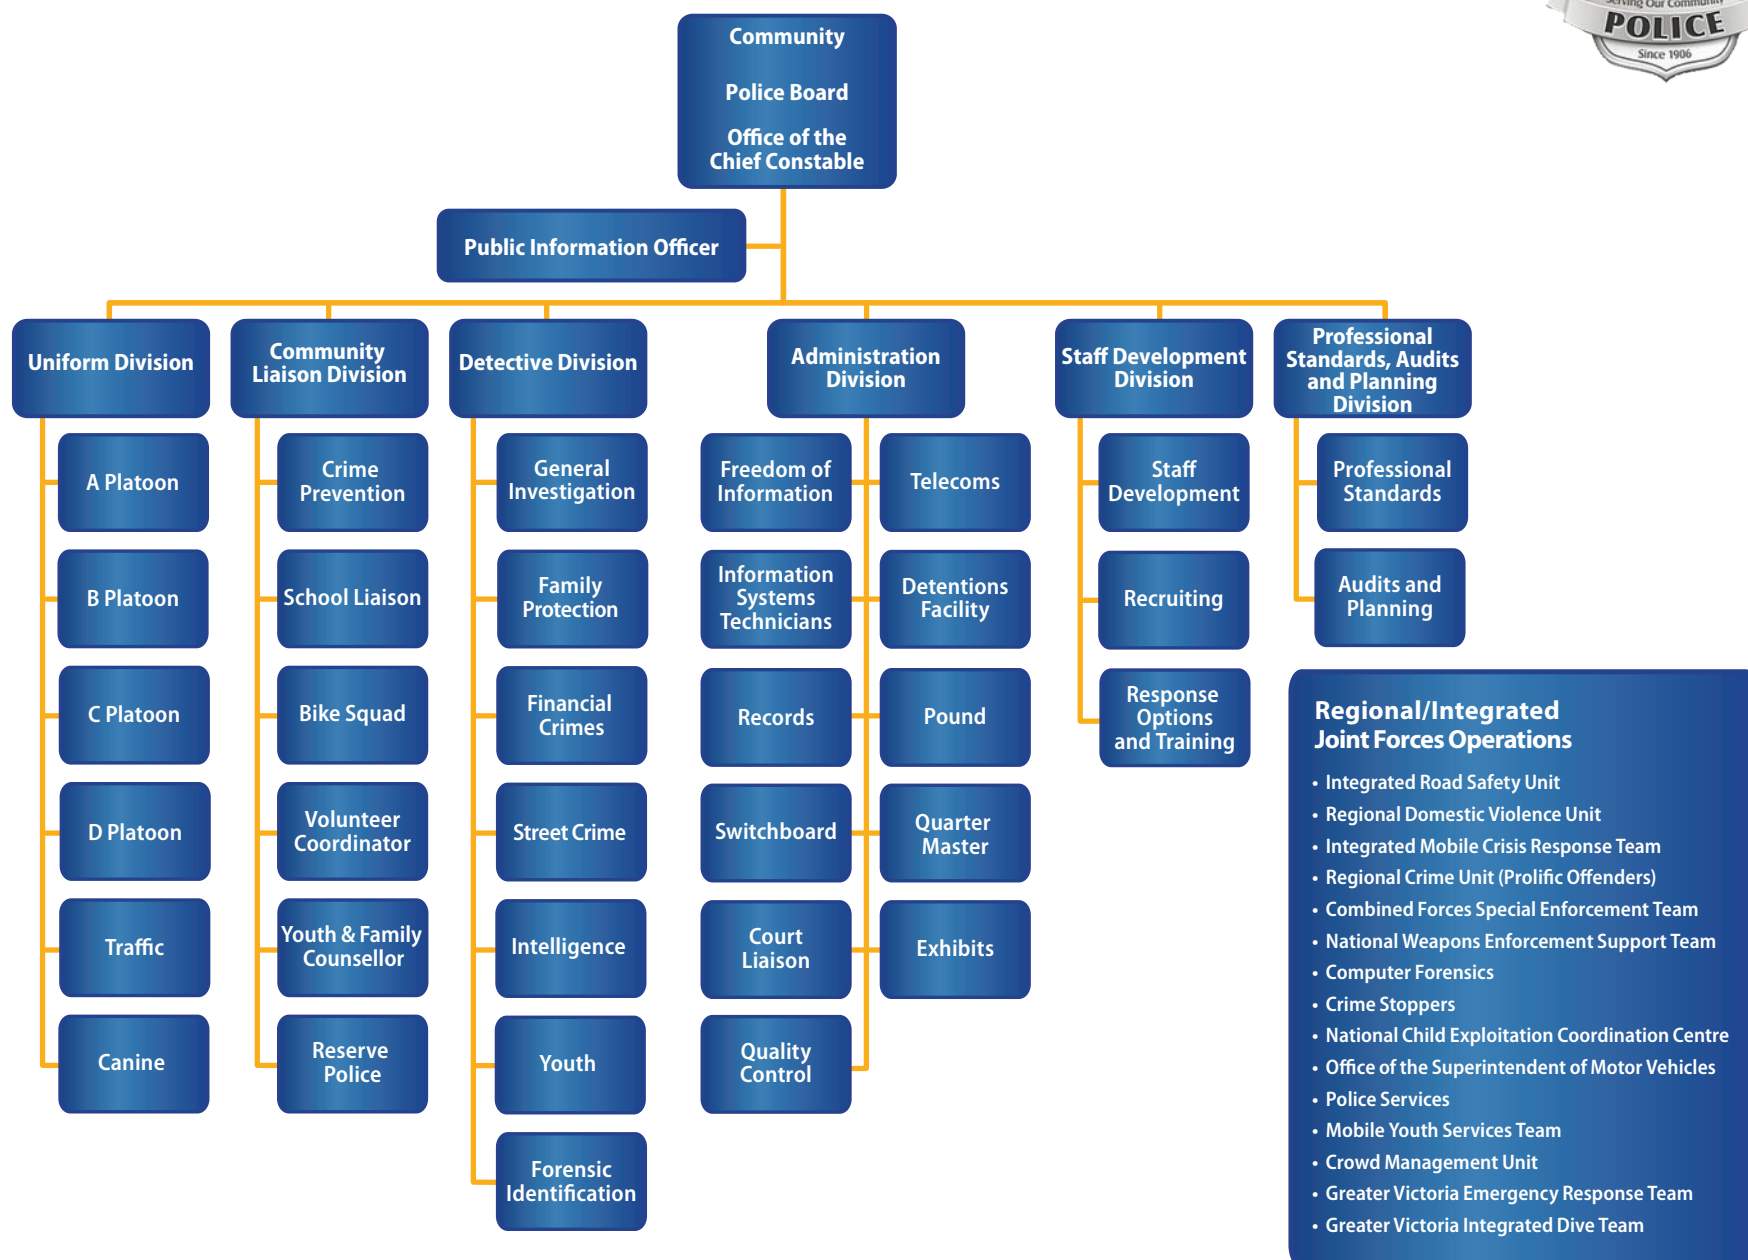 Serving Our Community
POLICE
Since 1906
Community
Police Board
Office of the
Chief Constable
Public Information Officer
Uniform Division
A Platoon
B Platoon
C Platoon
D Platoon
Traffic
Canine
Community
Liaison Division
Crime
Prevention
School Liaison
Bike Squad
Volunteer
Coordinator
Youth & Family
Counsellor
Reserve
Police
Detective Division
General
Investigation
Family
Protection
Financial
Crimes
Street Crime
Intelligence
Youth
Forensic
Identification
Administration
Division
Freedom of
Information
Telecoms
Information
Systems
Technicians
Detentions
Facility
Records
Pound
Switchboard
Quarter
Master
Court
Liaison
Exhibits
Quality
Control
Staff Development
Division
Staff
Development
Recruiting
Response
Options
and Training
Professional
Standards, Audits
and Planning
Division
Professional
Standards
Audits and
Planning
Regional/Integrated
Joint Forces Operations
• Integrated Road Safety Unit
• Regional Domestic Violence Unit
• Integrated Mobile Crisis Response Team
• Regional Crime Unit (Prolific Offenders)
• Combined Forces Special Enforcement Team
• National Weapons Enforcement Support Team
• Computer Forensics
• Crime Stoppers
• National Child Exploitation Coordination Centre
• Office of the Superintendent of Motor Vehicles
• Police Services
• Mobile Youth Services Team
• Crowd Management Unit
• Greater Victoria Emergency Response Team
• Greater Victoria Integrated Dive Team